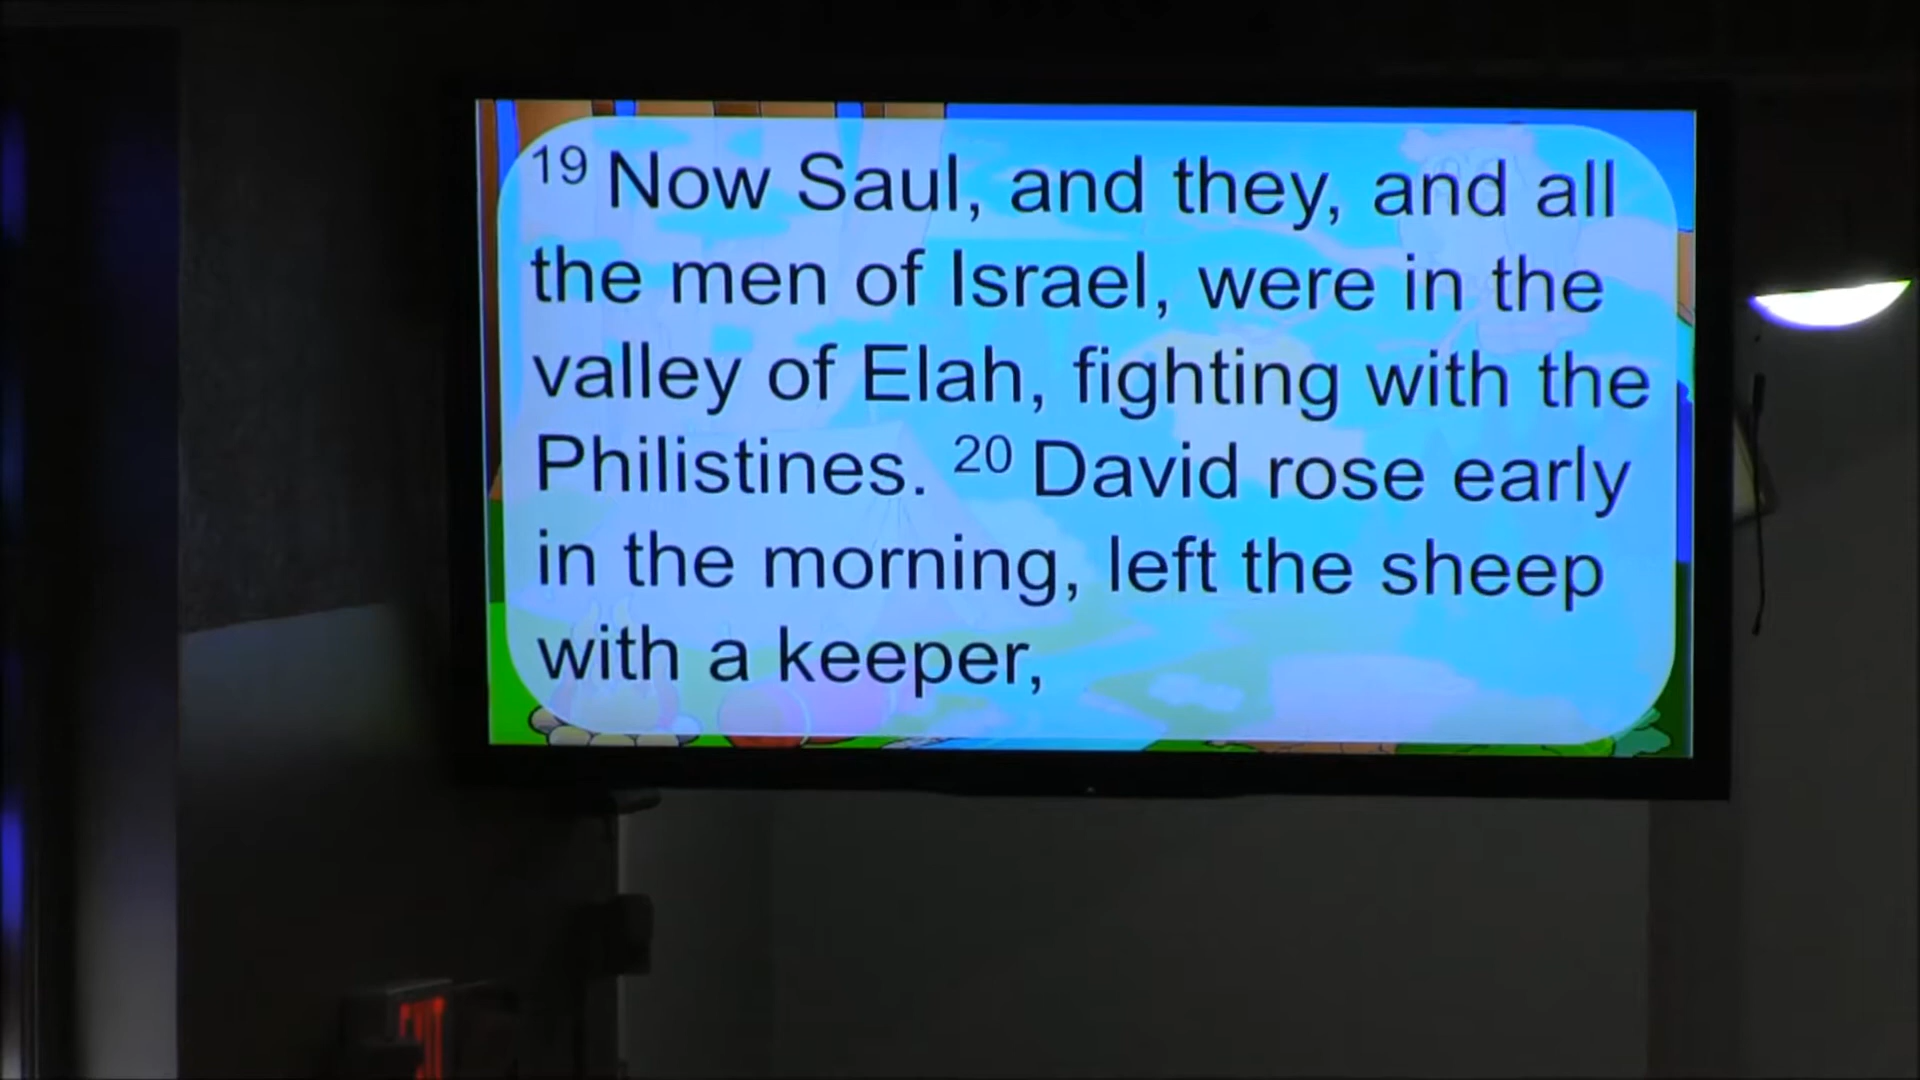 19 Now Saul, and they, and all
the men of Israel, were in the
valley of Elah, fighting with the
Philistines. 20 David rose early
in the morning, left the sheep
with a keeper,
EXIT